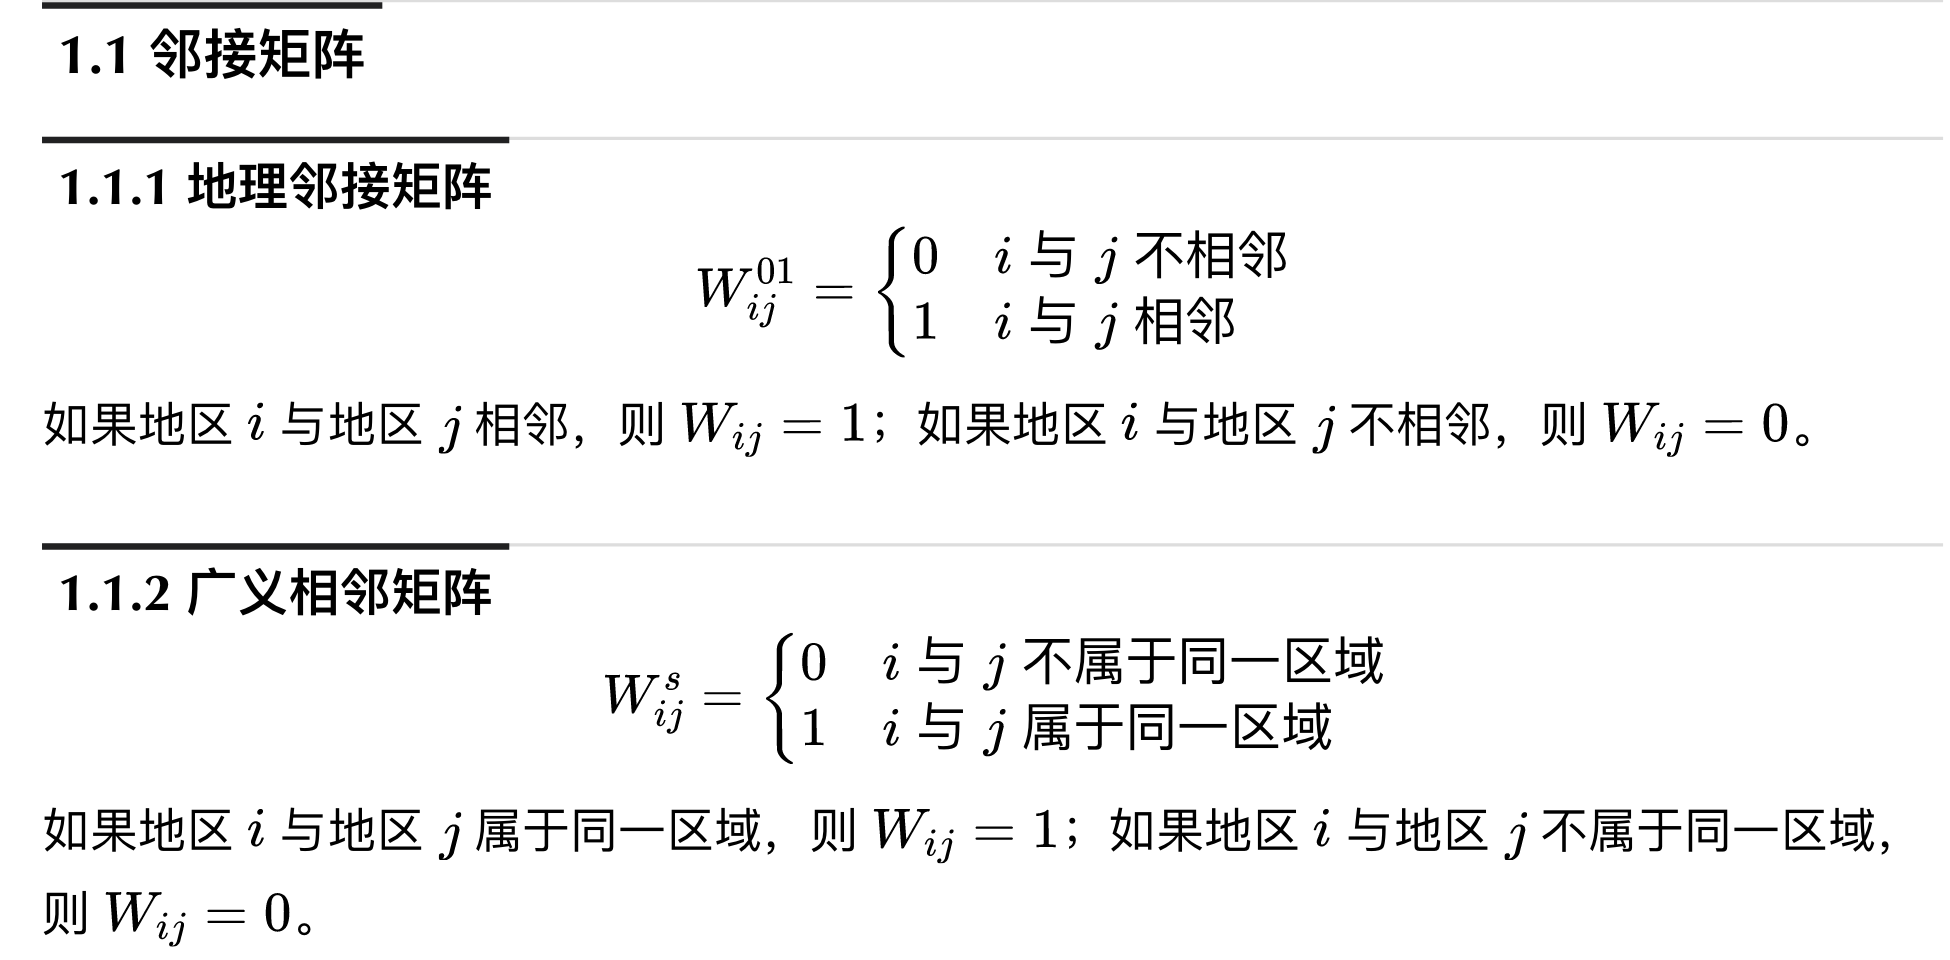 1.1 邻接矩阵
1.1.1 地理邻接矩阵
$W_{ij}^{01} = \begin{cases} 0 & i \text{ 与 } j \text{ 不相邻} \\ 1 & i \text{ 与 } j \text{ 相邻} \end{cases}$
如果地区 $i$ 与地区 $j$ 相邻，则 $W_{ij} = 1$；如果地区 $i$ 与地区 $j$ 不相邻，则 $W_{ij} = 0$。
1.1.2 广义相邻矩阵
$W_{ij}^{s} = \begin{cases} 0 & i \text{ 与 } j \text{ 不属于同一区域} \\ 1 & i \text{ 与 } j \text{ 属于同一区域} \end{cases}$
如果地区 $i$ 与地区 $j$ 属于同一区域，则 $W_{ij} = 1$；如果地区 $i$ 与地区 $j$ 不属于同一区域，
则 $W_{ij} = 0$。